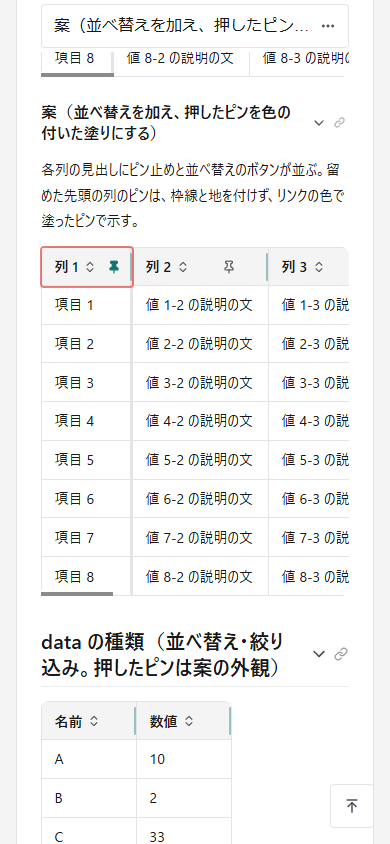 案（並べ替えを加え、押したピン…
項目 8 値 8-2 の説明の文 値 8-3 の説明の
案（並べ替えを加え、押したピンを色の
付いた塗りにする）
各列の見出しにピン止めと並べ替えのボタンが並ぶ。留
めた先頭の列のピンは、枠線と地を付けず、リンクの色で
塗ったピンで示す。
列 1 列 2 列 3
項目 1 値 1-2 の説明の文 値 1-3 の説
項目 2 値 2-2 の説明の文 値 2-3 の説
項目 3 値 3-2 の説明の文 値 3-3 の説
項目 4 値 4-2 の説明の文 値 4-3 の説
項目 5 値 5-2 の説明の文 値 5-3 の説
項目 6 値 6-2 の説明の文 値 6-3 の説
項目 7 値 7-2 の説明の文 値 7-3 の説
項目 8 値 8-2 の説明の文 値 8-3 の説
data の種類（並べ替え・絞り
込み。押したピンは案の外観）
名前 数値
A 10
B 2
C 33